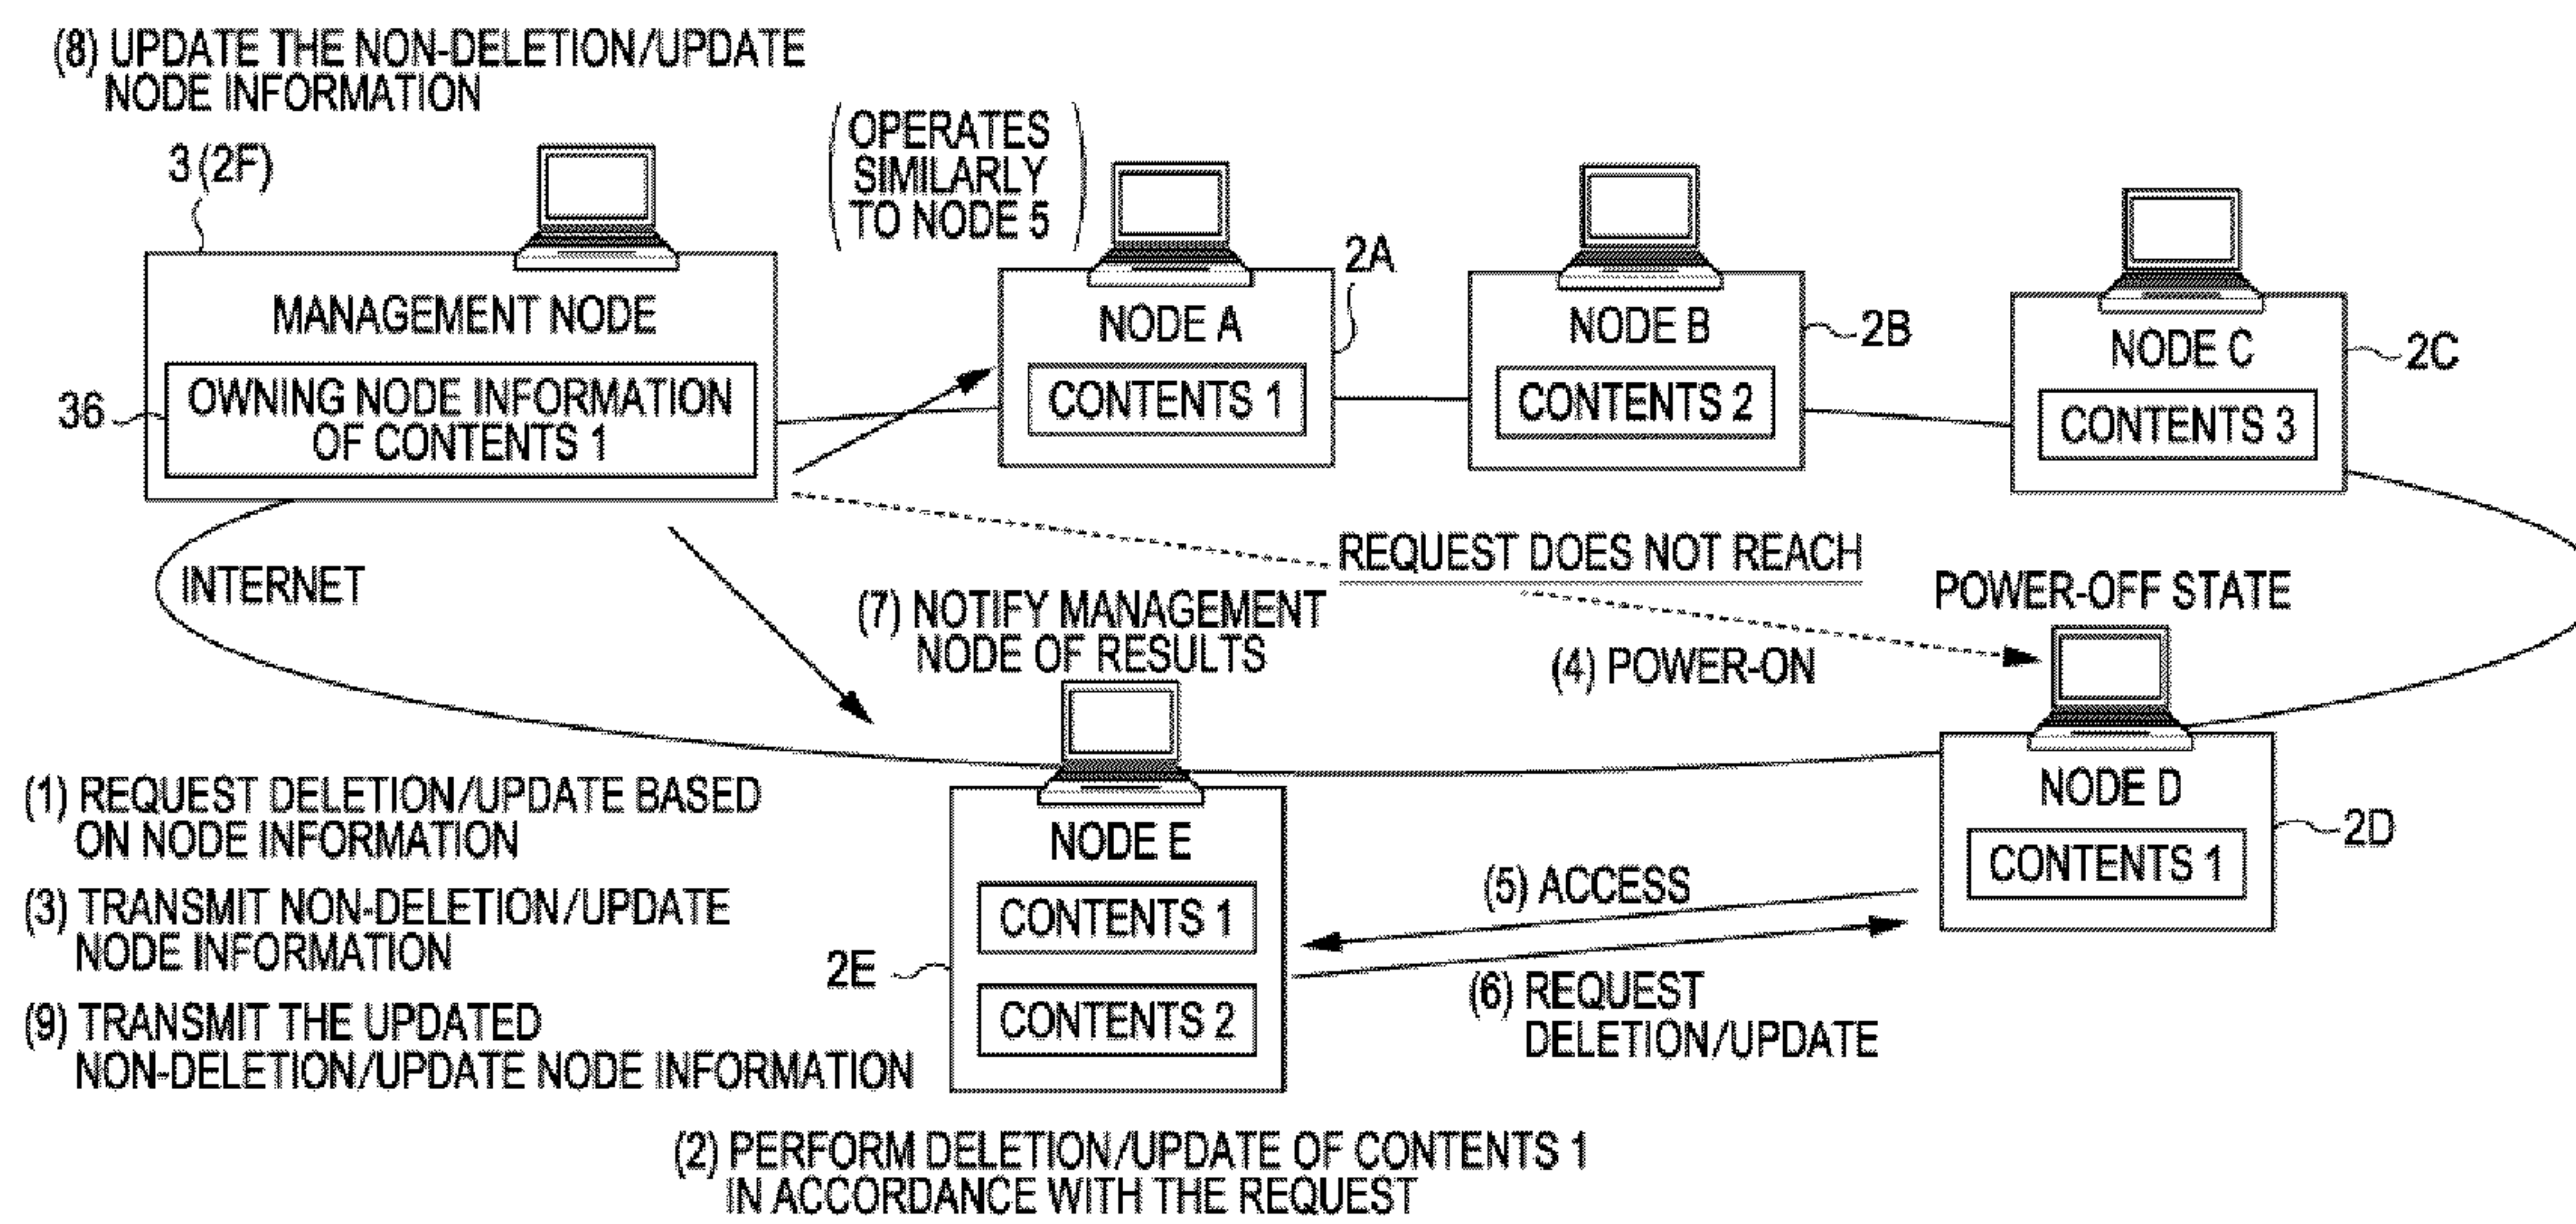 (8) UPDATE THE NON-DELETION/UPDATE
NODE INFORMATION
3 (2F)
(OPERATES
SIMILARLY
TO NODE 5)
MANAGEMENT NODE
36
OWNING NODE INFORMATION
OF CONTENTS 1
NODE A
2A
CONTENTS 1
NODE B
2B
CONTENTS 2
NODE C
2C
CONTENTS 3
INTERNET
REQUEST DOES NOT REACH
POWER-OFF STATE
(7) NOTIFY MANAGEMENT
NODE OF RESULTS
(4) POWER-ON
(1) REQUEST DELETION/UPDATE BASED
ON NODE INFORMATION
(3) TRANSMIT NON-DELETION/UPDATE
NODE INFORMATION
(9) TRANSMIT THE UPDATED
NON-DELETION/UPDATE NODE INFORMATION
NODE E
CONTENTS 1
2E
CONTENTS 2
(5) ACCESS
(6) REQUEST
DELETION/UPDATE
NODE D
2D
CONTENTS 1
(2) PERFORM DELETION/UPDATE OF CONTENTS 1
IN ACCORDANCE WITH THE REQUEST